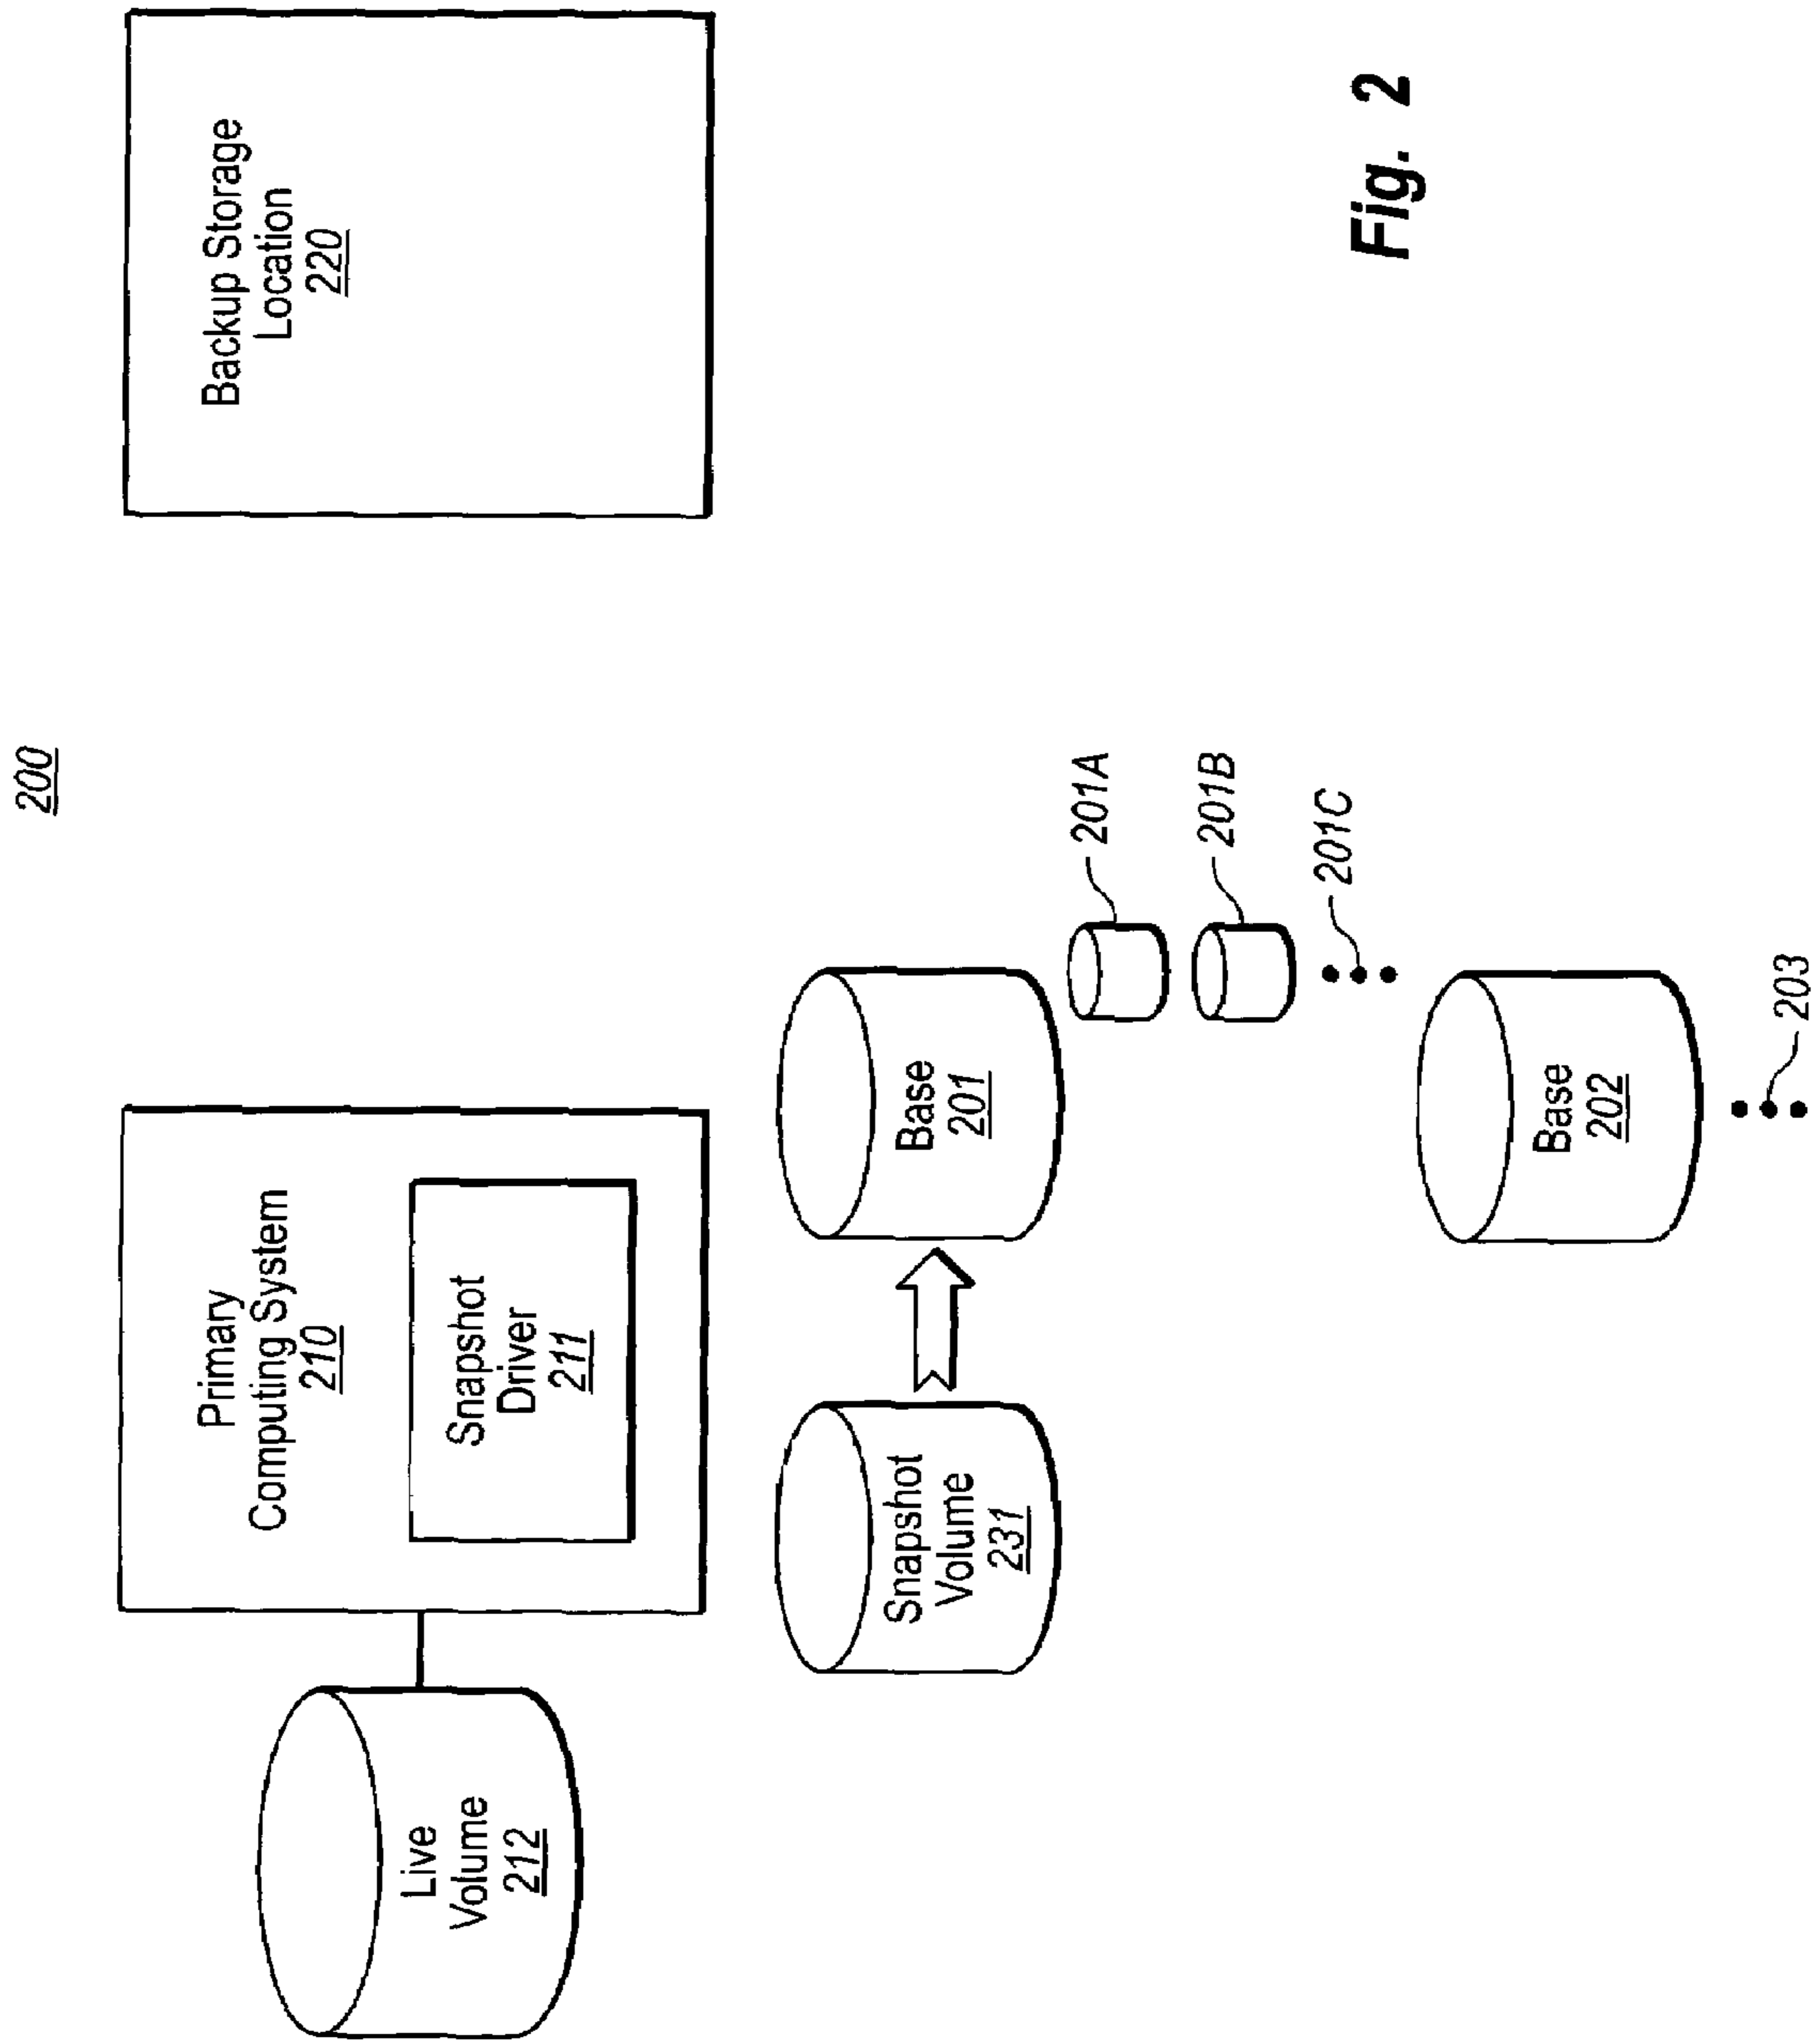 200
Primary
Computing System
210
Snapshot
Driver
211
Live
Volume
212
Backup Storage
Location
220
Snapshot
Volume
231
Base
201
201A
201B
201C
Base
202
203
Fig. 2